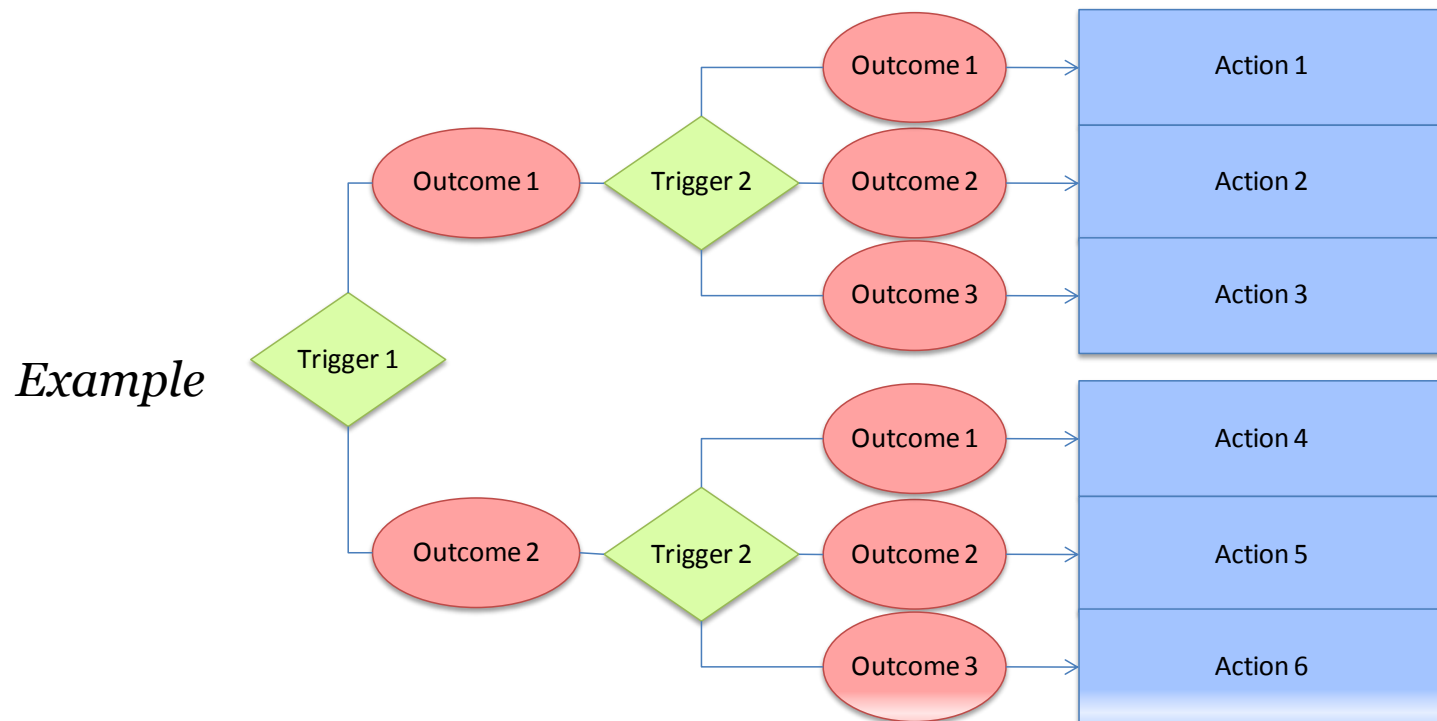 Example
Trigger 1
Outcome 1
Trigger 2
Outcome 1
Action 1
Outcome 2
Action 2
Outcome 3
Action 3
Outcome 2
Trigger 2
Outcome 1
Action 4
Outcome 2
Action 5
Outcome 3
Action 6